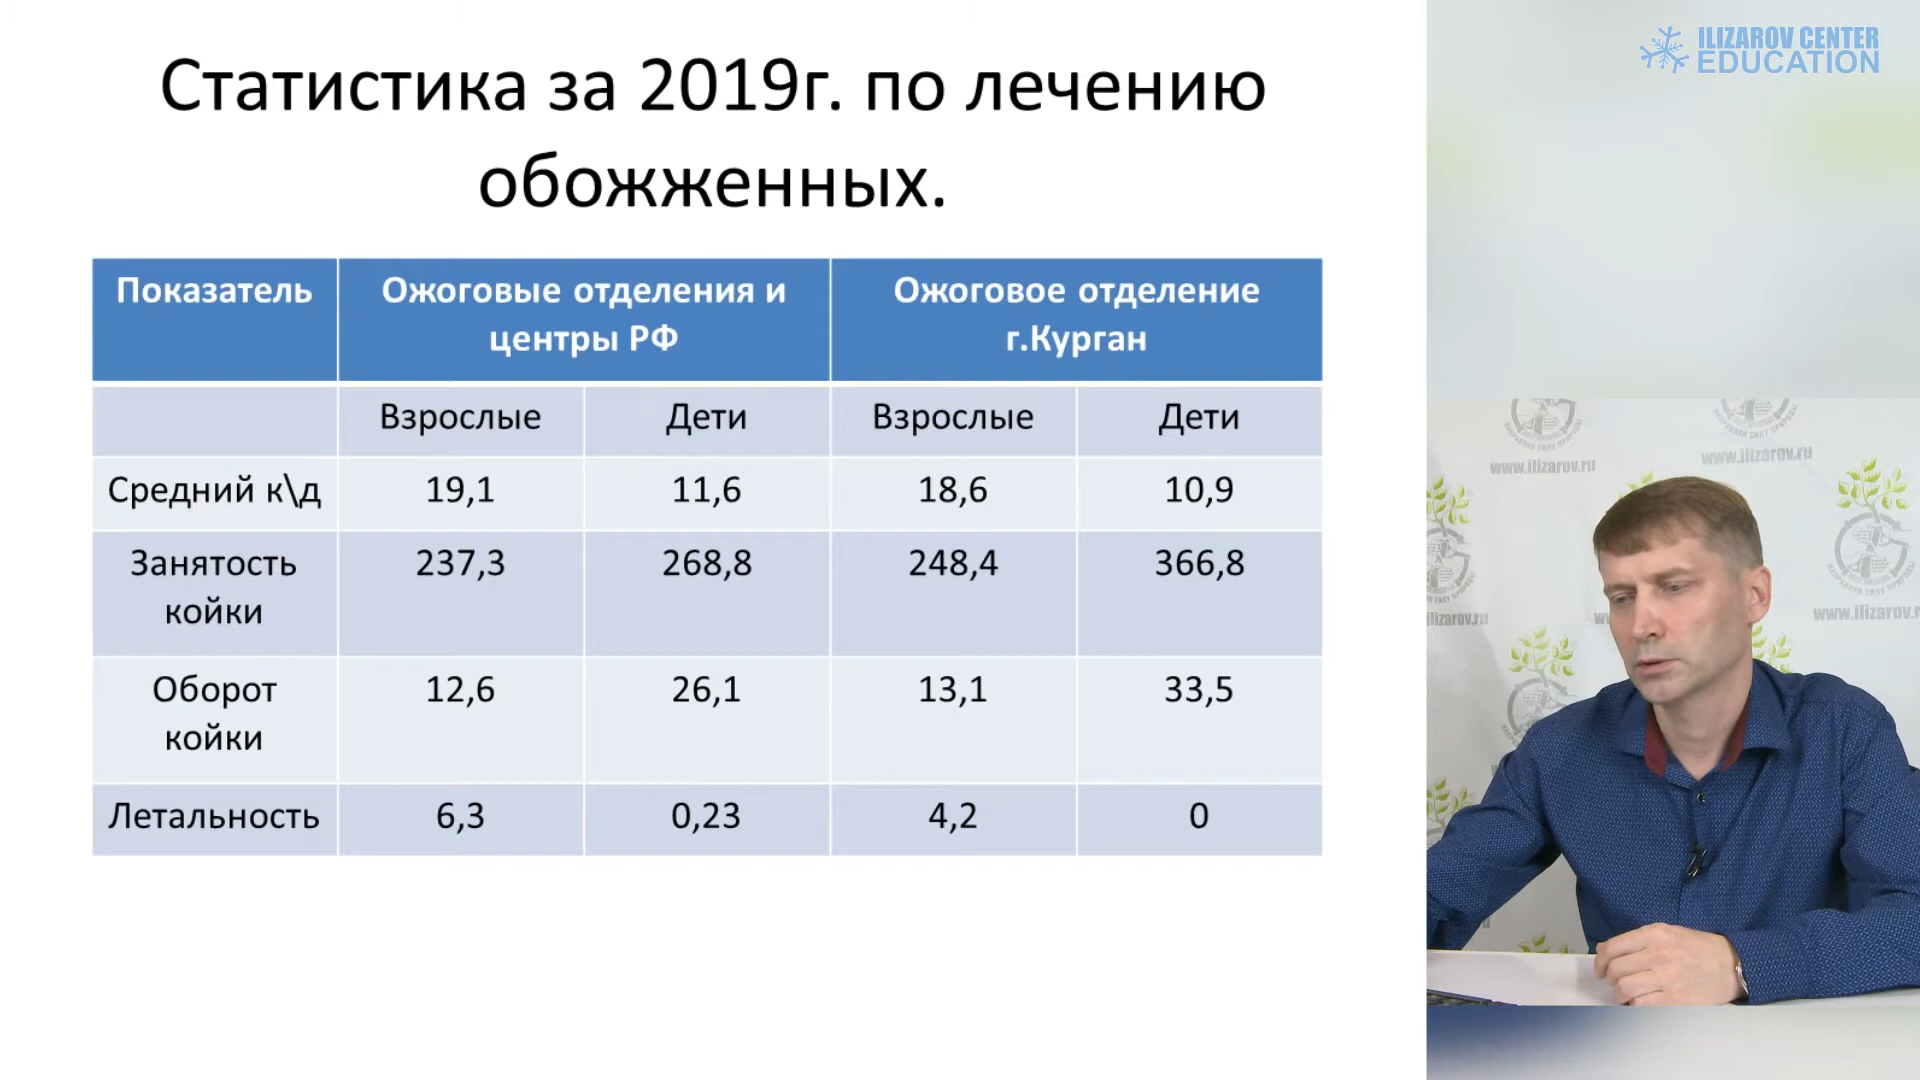 Статистика за 2019г. по лечению
обожженных.
Показатель
Ожоговые отделения и
центры РФ
Ожоговое отделение
г.Курган
Взрослые
Дети
Взрослые
Дети
Средний к\д
19,1
11,6
18,6
10,9
Занятость
койки
237,3
268,8
248,4
366,8
Оборот
койки
12,6
26,1
13,1
33,5
Летальность
6,3
0,23
4,2
0
ILIZAROV CENTER
EDUCATION
www.ilizarov.ru
www.ilizarov.ru
www.ilizarov.r
ilizarov.ru